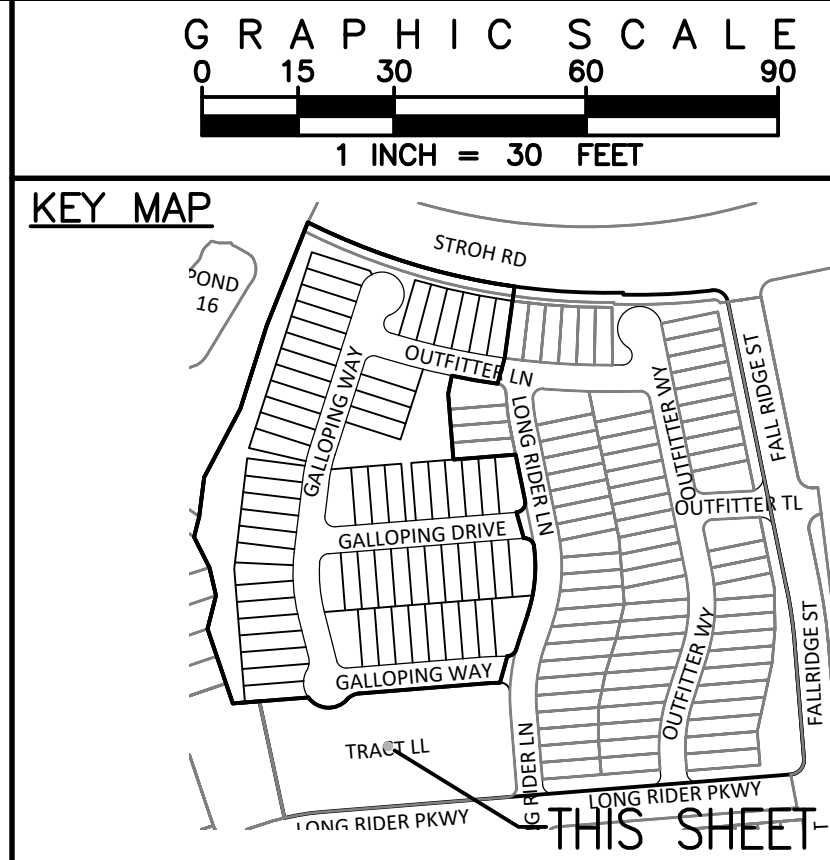 GRAPHIC SCALE
0 15 30 60 90
1 INCH = 30 FEET
KEY MAP
STROH RD
POND
16
OUTFITTER LN
GALLOPING WAY
LONG RIDER LN
OUTFITTER WY
FALL RIDGE ST
OUTFITTER TL
GALLOPING DRIVE
GALLOPING WAY
OUTFITTER WY
FALLRIDGE ST
TRACT LL
G RIDER LN
LONG RIDER PKWY
LONG RIDER PKWY
THIS SHEET
T